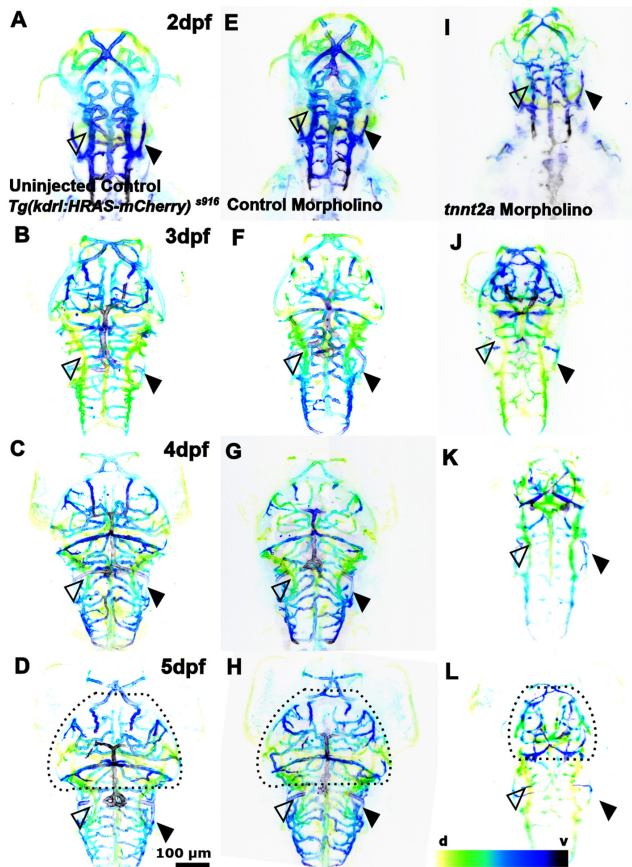 A 2dpf E I
Uninjected Control
Tg(kdrl:HRAS-mCherry) s916 Control Morpholino tnnt2a Morpholino
B 3dpf F J
C 4dpf G K
D 5dpf H L
100 µm d v